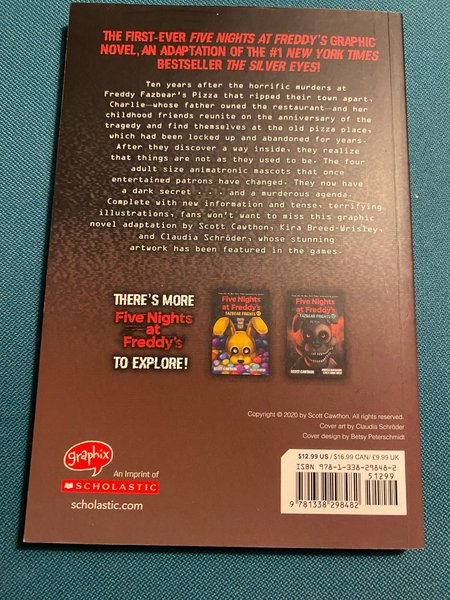 THE FIRST-EVER FIVE NIGHTS AT FREDDY'S GRAPHIC
NOVEL, AN ADAPTATION OF THE #1 NEW YORK TIMES
BESTSELLER THE SILVER EYES!
Ten years after the horrific murders at
Freddy Fazbear's Pizza that ripped their town apart,
Charlie—whose father owned the restaurant—and her
childhood friends reunite on the anniversary of the
tragedy and find themselves at the old pizza place,
which had been locked up and abandoned for years.
After they discover a way inside, they realize
that things are not as they used to be. The four
adult size animatronic mascots that once
entertained patrons have changed. They now have
a dark secret . . . and a murderous agenda.
Complete with new information and tense, terrifying
illustrations, fans won't want to miss this graphic
novel adaptation by Scott Cawthon, Kira Breed-Wrisley,
and Claudia Schröder, whose stunning
artwork has been featured in the games.
THERE'S MORE
Five Nights
at
Freddy's
TO EXPLORE!
Five Nights
at Freddy's
FAZBEAR FRIGHTS
SCOTT CAWTHON
Five Nights
at Freddy's
FAZBEAR FRIGHTS
SCOTT CAWTHON
Copyright © 2020 by Scott Cawthon. All rights reserved.
Cover art by Claudia Schröder
Cover design by Betsy Peterschmidt
graphix
An Imprint of
SCHOLASTIC
scholastic.com
$12.99 US / $16.99 CAN / £9.99 UK
ISBN 978-1-338-29848-2
51299
9 781338 298482